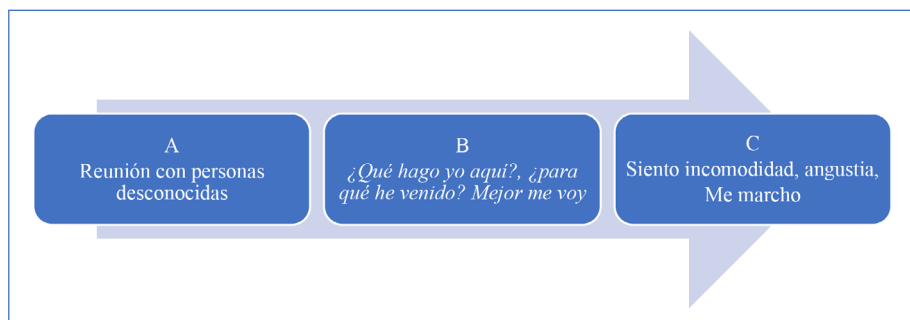 A
Reunión con personas
desconocidas
B
¿Qué hago yo aquí?, ¿para
qué he venido? Mejor me voy
C
Siento incomodidad, angustia,
Me marcho